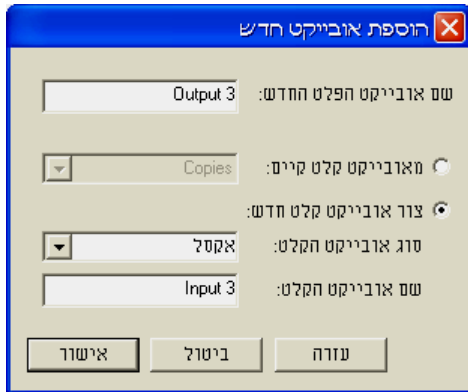 הוספת אובייקט חדש
שם אובייקט הפלט החדש: Output 3
מאובייקט קלט קיים: Copies
צור אובייקט קלט חדש:
סוג אובייקט הקלט: אקסל
שם אובייקט הקלט: Input 3
עזרה ביטול אישור